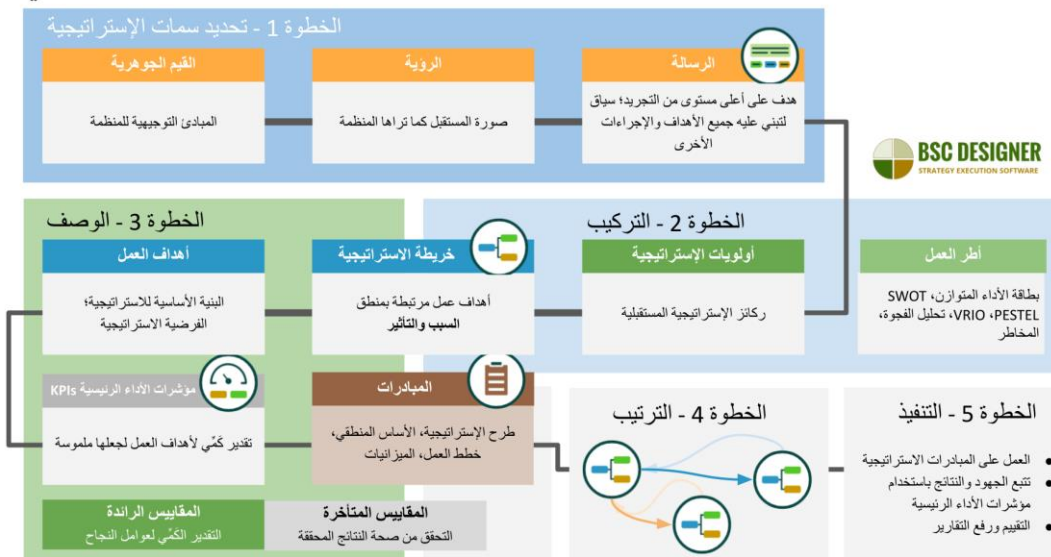 الخطوة 1 - تحديد سمات الإستراتيجية
الرسالة
هدف على أعلى مستوى من التجريد؛ سياق
لتبني عليه جميع الأهداف والإجراءات
الأخرى
الرؤية
صورة المستقبل كما تراها المنظمة
القيم الجوهرية
المبادئ التوجيهية للمنظمة
BSC DESIGNER
STRATEGY EXECUTION SOFTWARE
الخطوة 2 - التركيب
أطر العمل
بطاقة الأداء المتوازن، SWOT
PESTEL، VRIO، تحليل الفجوة،
المخاطر
أولويات الإستراتيجية
ركائز الإستراتيجية المستقبلية
خريطة الاستراتيجية
أهداف عمل مرتبطة بمنطق
السبب والتأثير
الخطوة 3 - الوصف
أهداف العمل
البنية الأساسية للاستراتيجية؛
الفرضية الاستراتيجية
مؤشرات الأداء الرئيسية KPIs
تقدير كَمِّي لأهداف العمل لجعلها ملموسة
المبادرات
طرح الإستراتيجية، الأساس المنطقي،
خطط العمل، الميزانيات
المقاييس المتأخرة
التحقق من صحة النتائج المحققة
المقاييس الرائدة
التقدير الكَمِّي لعوامل النجاح
الخطوة 4 - الترتيب
الخطوة 5 - التنفيذ
● العمل على المبادرات الاستراتيجية
● تتبع الجهود والنتائج باستخدام
مؤشرات الأداء الرئيسية
● التقييم ورفع التقارير